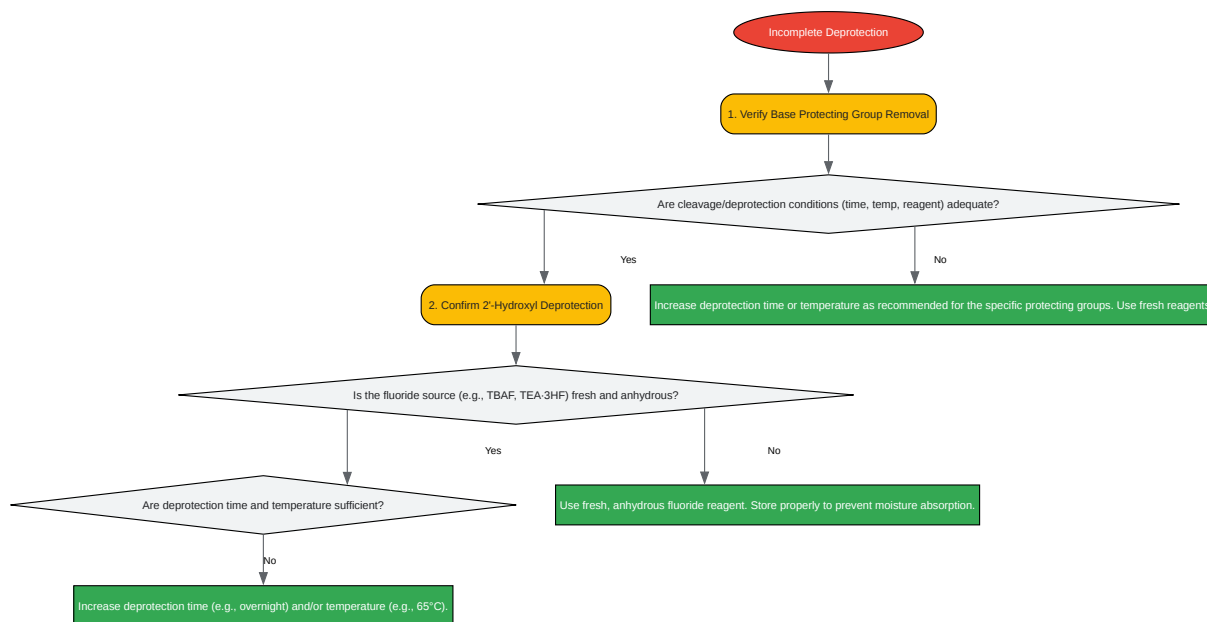 Incomplete Deprotection
1. Verify Base Protecting Group Removal
Are cleavage/deprotection conditions (time, temp, reagent) adequate?
Yes
No
2. Confirm 2'-Hydroxyl Deprotection
Increase deprotection time or temperature as recommended for the specific protecting groups. Use fresh reagents
Is the fluoride source (e.g., TBAF, TEA·3HF) fresh and anhydrous?
Yes
No
Are deprotection time and temperature sufficient?
Use fresh, anhydrous fluoride reagent. Store properly to prevent moisture absorption.
No
Increase deprotection time (e.g., overnight) and/or temperature (e.g., 65°C).